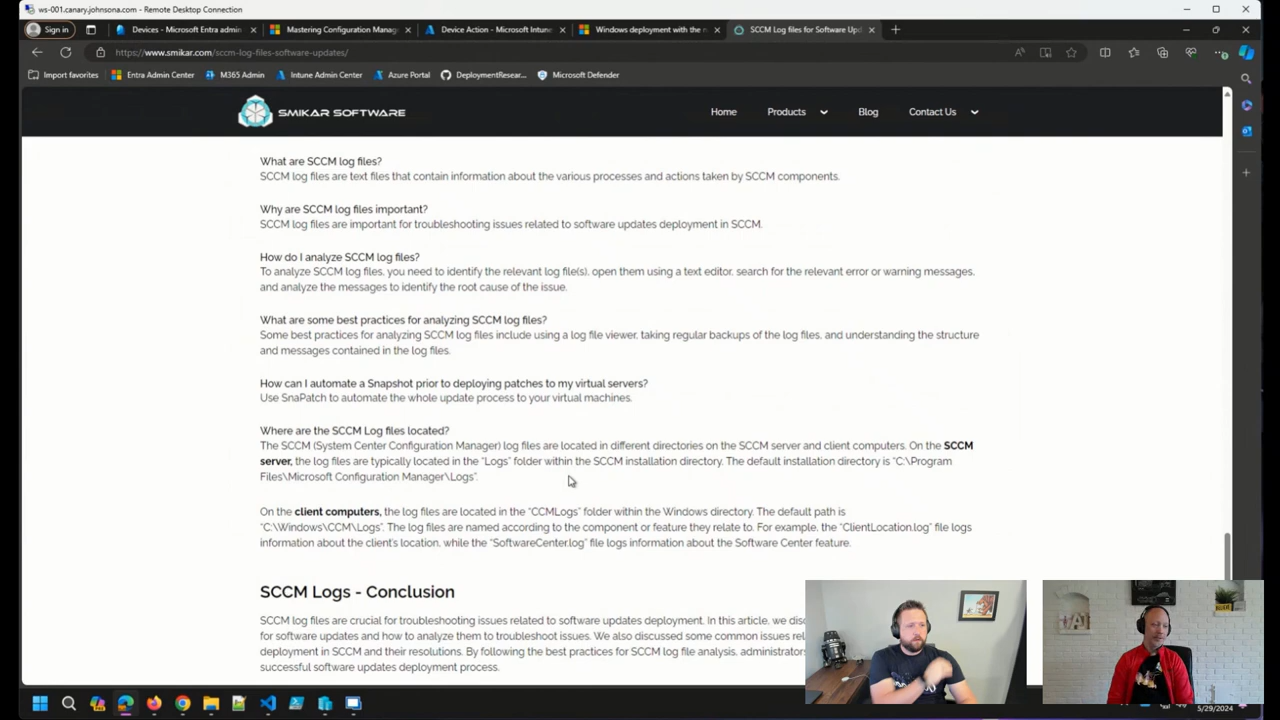 ws-001.canary.johnsona.com - Remote Desktop Connection
Sign in
Devices - Microsoft Entra admin
Mastering Configuration Manag
Device Action - Microsoft Intune
Windows deployment with the n
SCCM Log files for Software Upd
https://www.smikar.com/sccm-log-files-software-updates/
Import favorites
Entra Admin Center
M365 Admin
Intune Admin Center
Azure Portal
DeploymentResear...
Microsoft Defender
SMIKAR SOFTWARE
Home
Products
Blog
Contact Us
What are SCCM log files?
SCCM log files are text files that contain information about the various processes and actions taken by SCCM components.
Why are SCCM log files important?
SCCM log files are important for troubleshooting issues related to software updates deployment in SCCM.
How do I analyze SCCM log files?
To analyze SCCM log files, you need to identify the relevant log file(s), open them using a text editor, search for the relevant error or warning messages,
and analyze the messages to identify the root cause of the issue.
What are some best practices for analyzing SCCM log files?
Some best practices for analyzing SCCM log files include using a log file viewer, taking regular backups of the log files, and understanding the structure
and messages contained in the log files.
How can I automate a Snapshot prior to deploying patches to my virtual servers?
Use SnaPatch to automate the whole update process to your virtual machines.
Where are the SCCM Log files located?
The SCCM (System Center Configuration Manager) log files are located in different directories on the SCCM server and client computers. On the SCCM
server, the log files are typically located in the “Logs” folder within the SCCM installation directory. The default installation directory is “C:\Program
Files\Microsoft Configuration Manager\Logs”.
On the client computers, the log files are located in the “CCMLogs” folder within the Windows directory. The default path is
“C:\Windows\CCM\Logs”. The log files are named according to the component or feature they relate to. For example, the “ClientLocation.log” file logs
information about the client’s location, while the “SoftwareCenter.log” file logs information about the Software Center feature.
SCCM Logs - Conclusion
SCCM log files are crucial for troubleshooting issues related to software updates deployment. In this article, we
for software updates and how to analyze them to troubleshoot issues. We also discussed some common issues
deployment in SCCM and their resolutions. By following the best practices for SCCM log file analysis, administrators
successful software updates deployment process.
5/29/2024